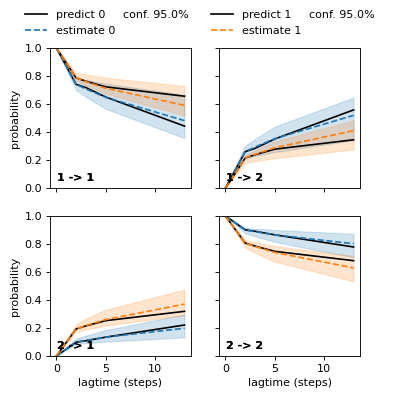 predict 0 conf. 95.0% predict 1 conf. 95.0%
estimate 0 estimate 1
1.0
0.8
0.6
0.4
0.2
0.0
probability
1 -> 1
1 -> 2
1.0
0.8
0.6
0.4
0.2
0.0
probability
2 -> 1
2 -> 2
0 5 10 0 5 10
lagtime (steps) lagtime (steps)